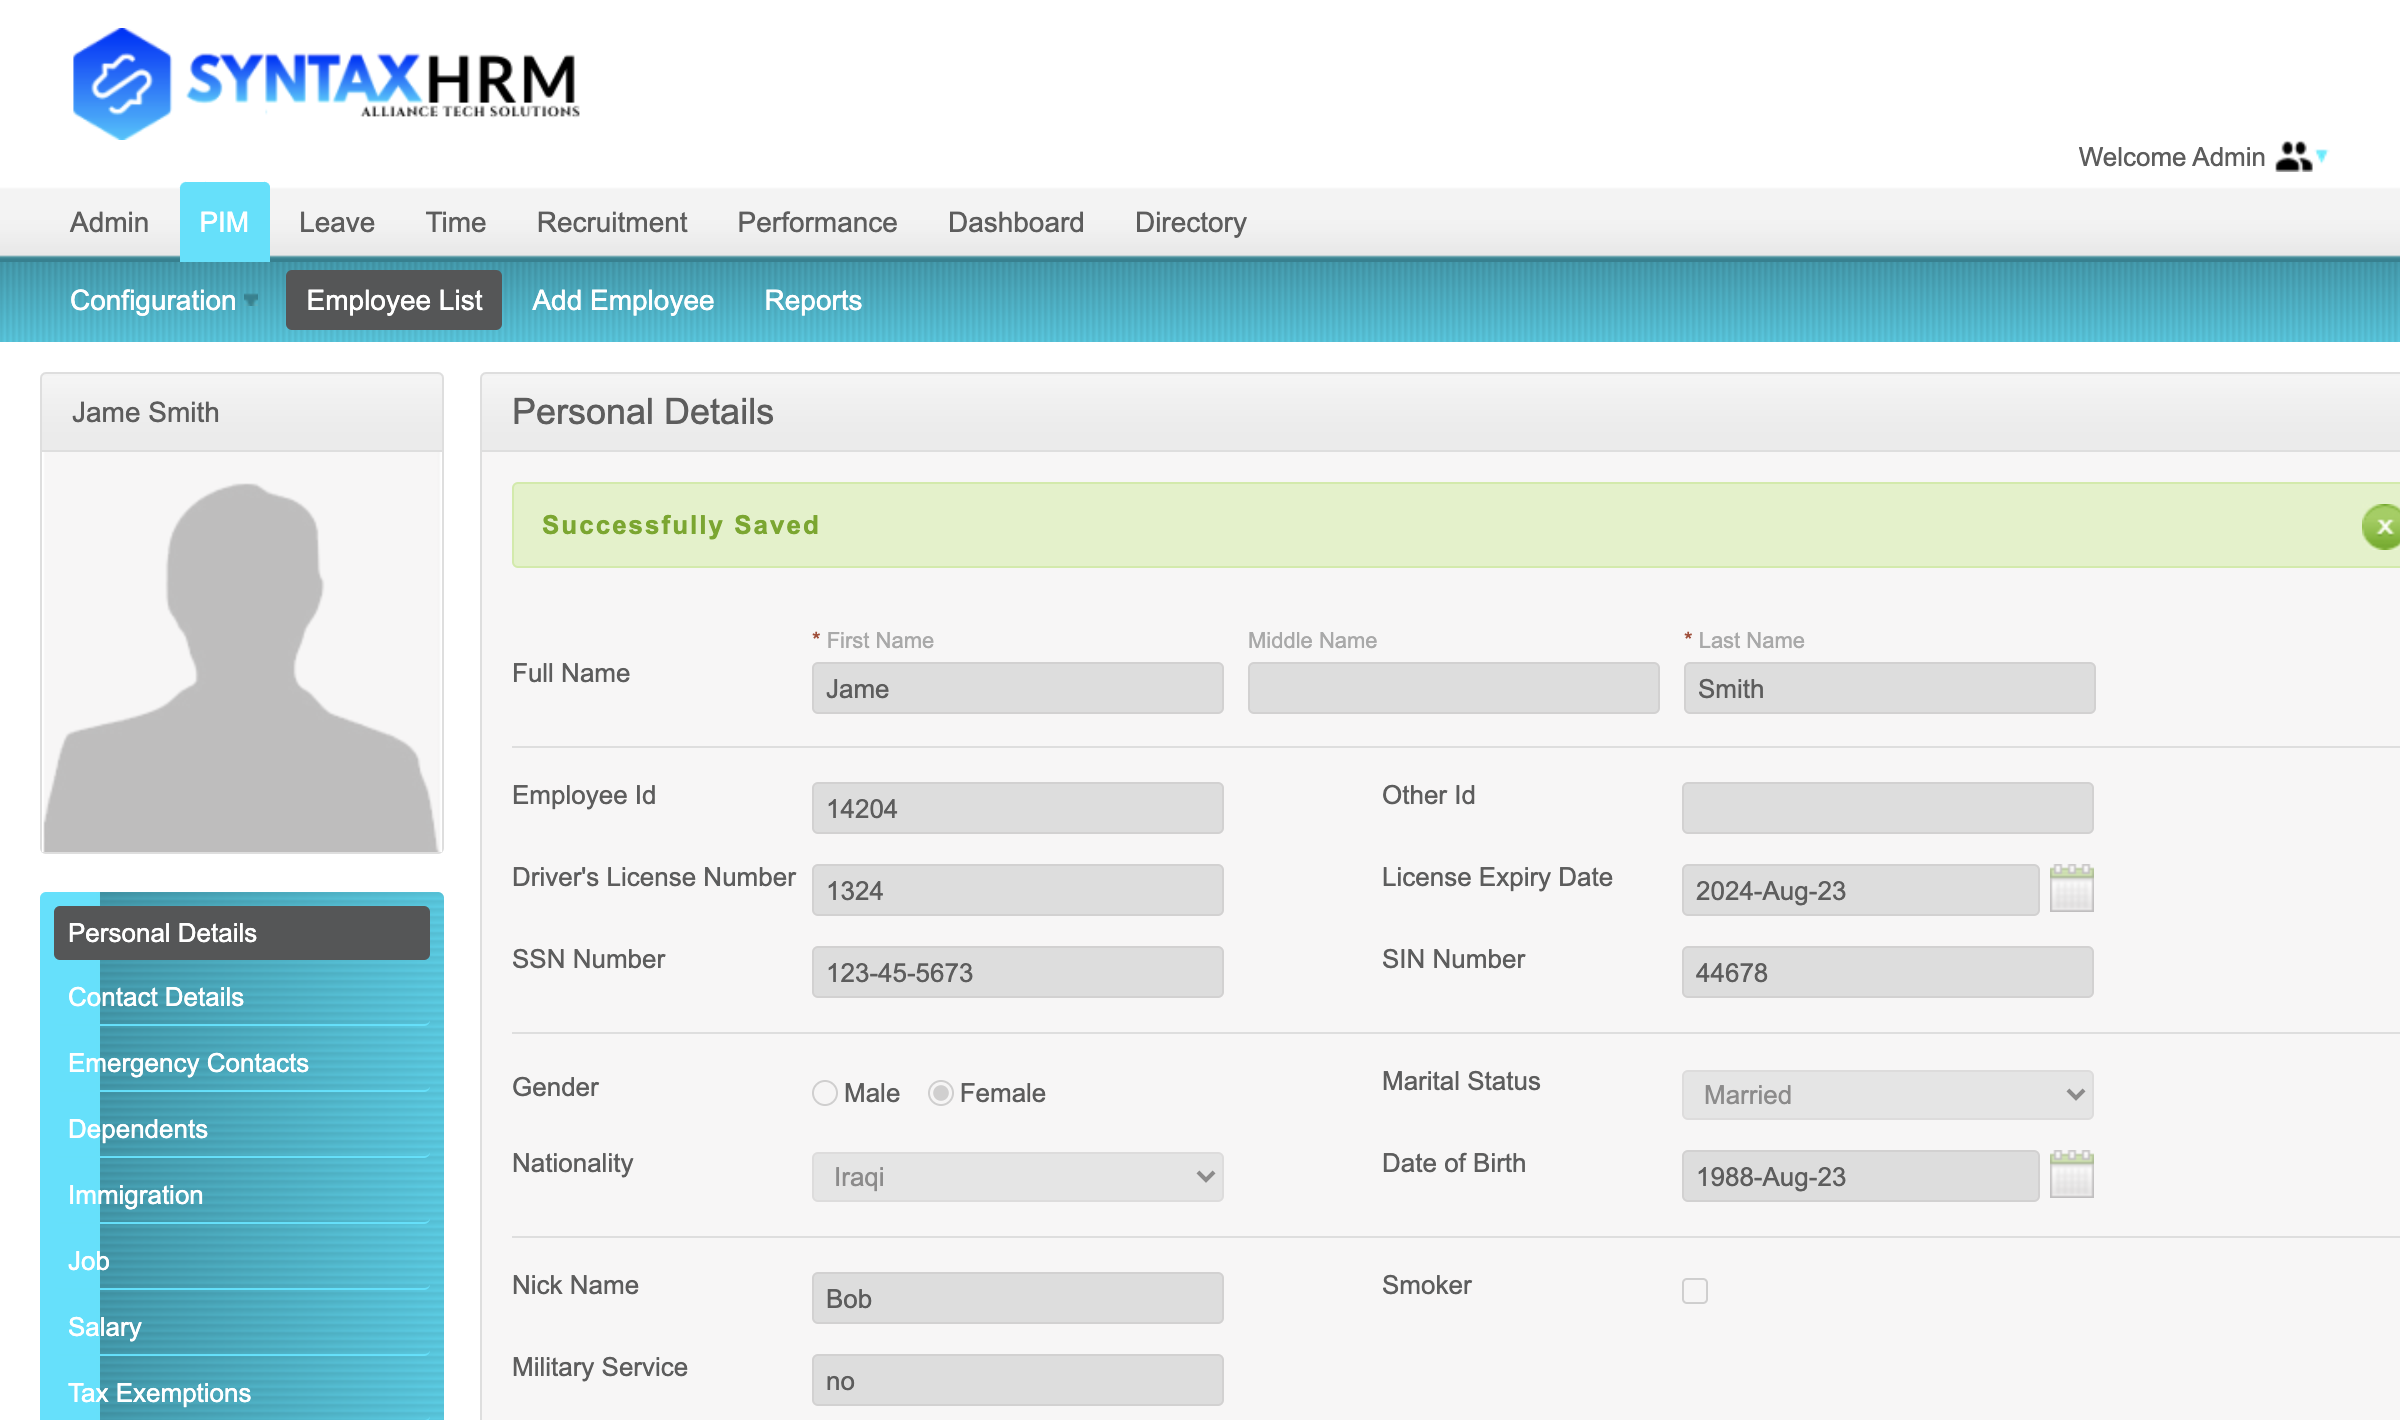 SYNTAXHRM
ALLIANCE TECH SOLUTIONS
Welcome Admin
Admin PIM Leave Time Recruitment Performance Dashboard Directory
Configuration Employee List Add Employee Reports
Jame Smith
Personal Details
Successfully Saved
x
* First Name Middle Name * Last Name
Full Name Jame Smith
Employee Id 14204 Other Id
Driver's License Number 1324 License Expiry Date 2024-Aug-23
SSN Number 123-45-5673 SIN Number 44678
Gender Male Female Marital Status Married
Nationality Iraqi Date of Birth 1988-Aug-23
Nick Name Bob Smoker
Military Service no
Personal Details
Contact Details
Emergency Contacts
Dependents
Immigration
Job
Salary
Tax Exemptions